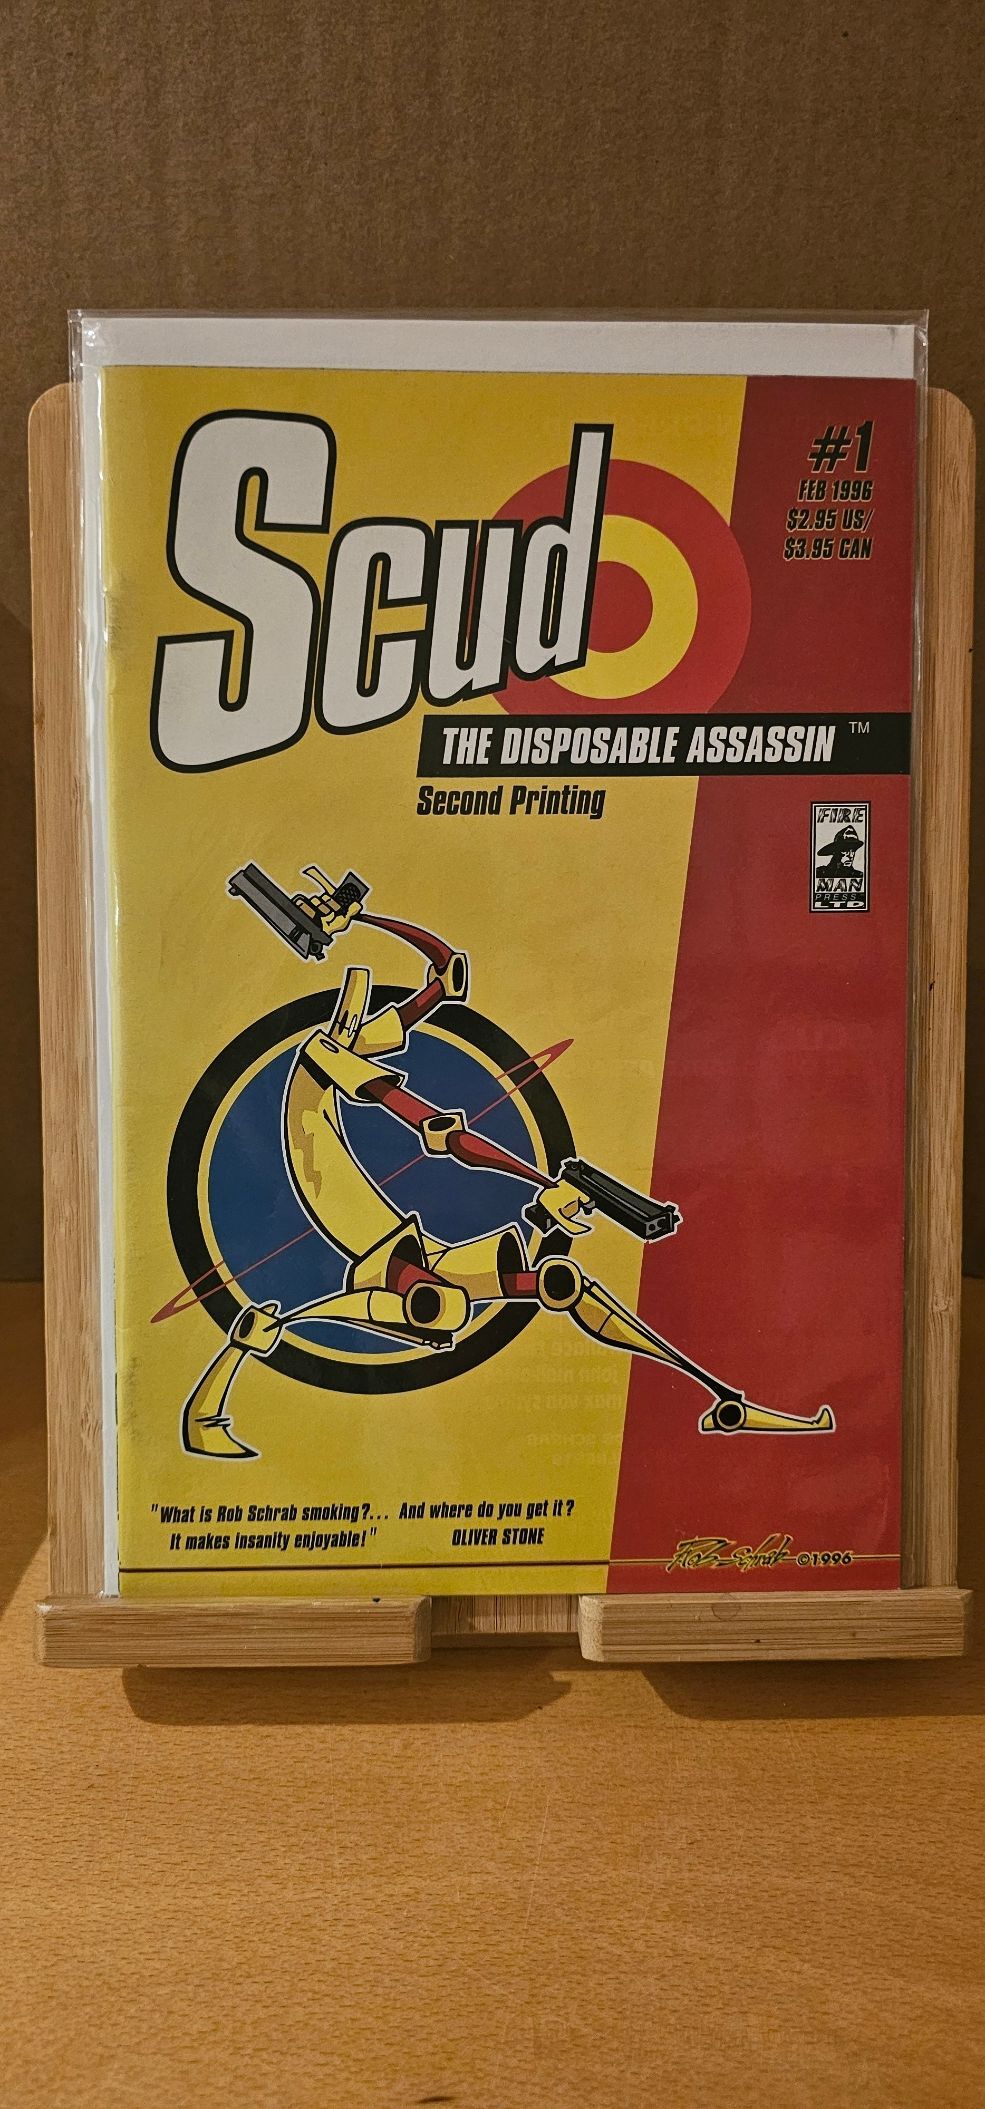 Scud
#1
FEB 1996
$2.95 US/
$3.95 CAN
THE DISPOSABLE ASSASSIN ™
Second Printing
FIRE
MAN
PRESS
LTD
"What is Rob Schrab smoking?... And where do you get it?
It makes insanity enjoyable!" OLIVER STONE
Rob Schrab ©1996